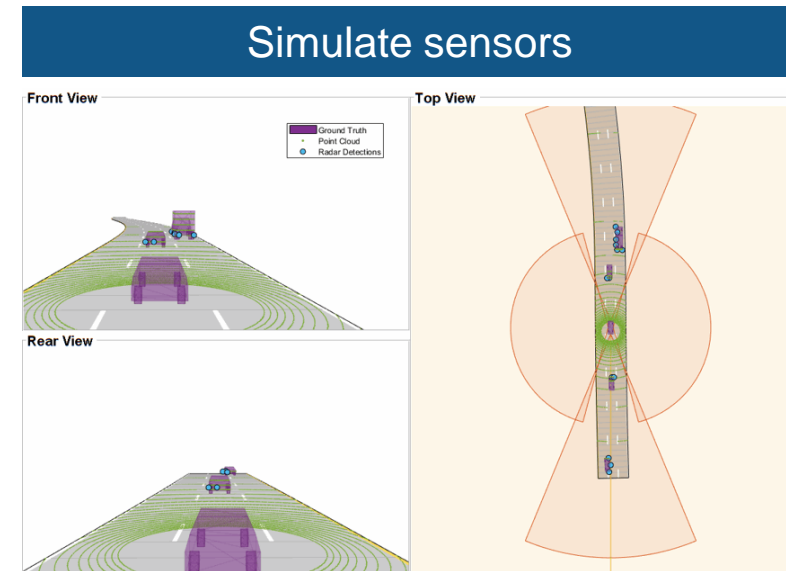 Simulate sensors
Front View
Top View
Ground Truth
Point Cloud
Radar Detections
Rear View